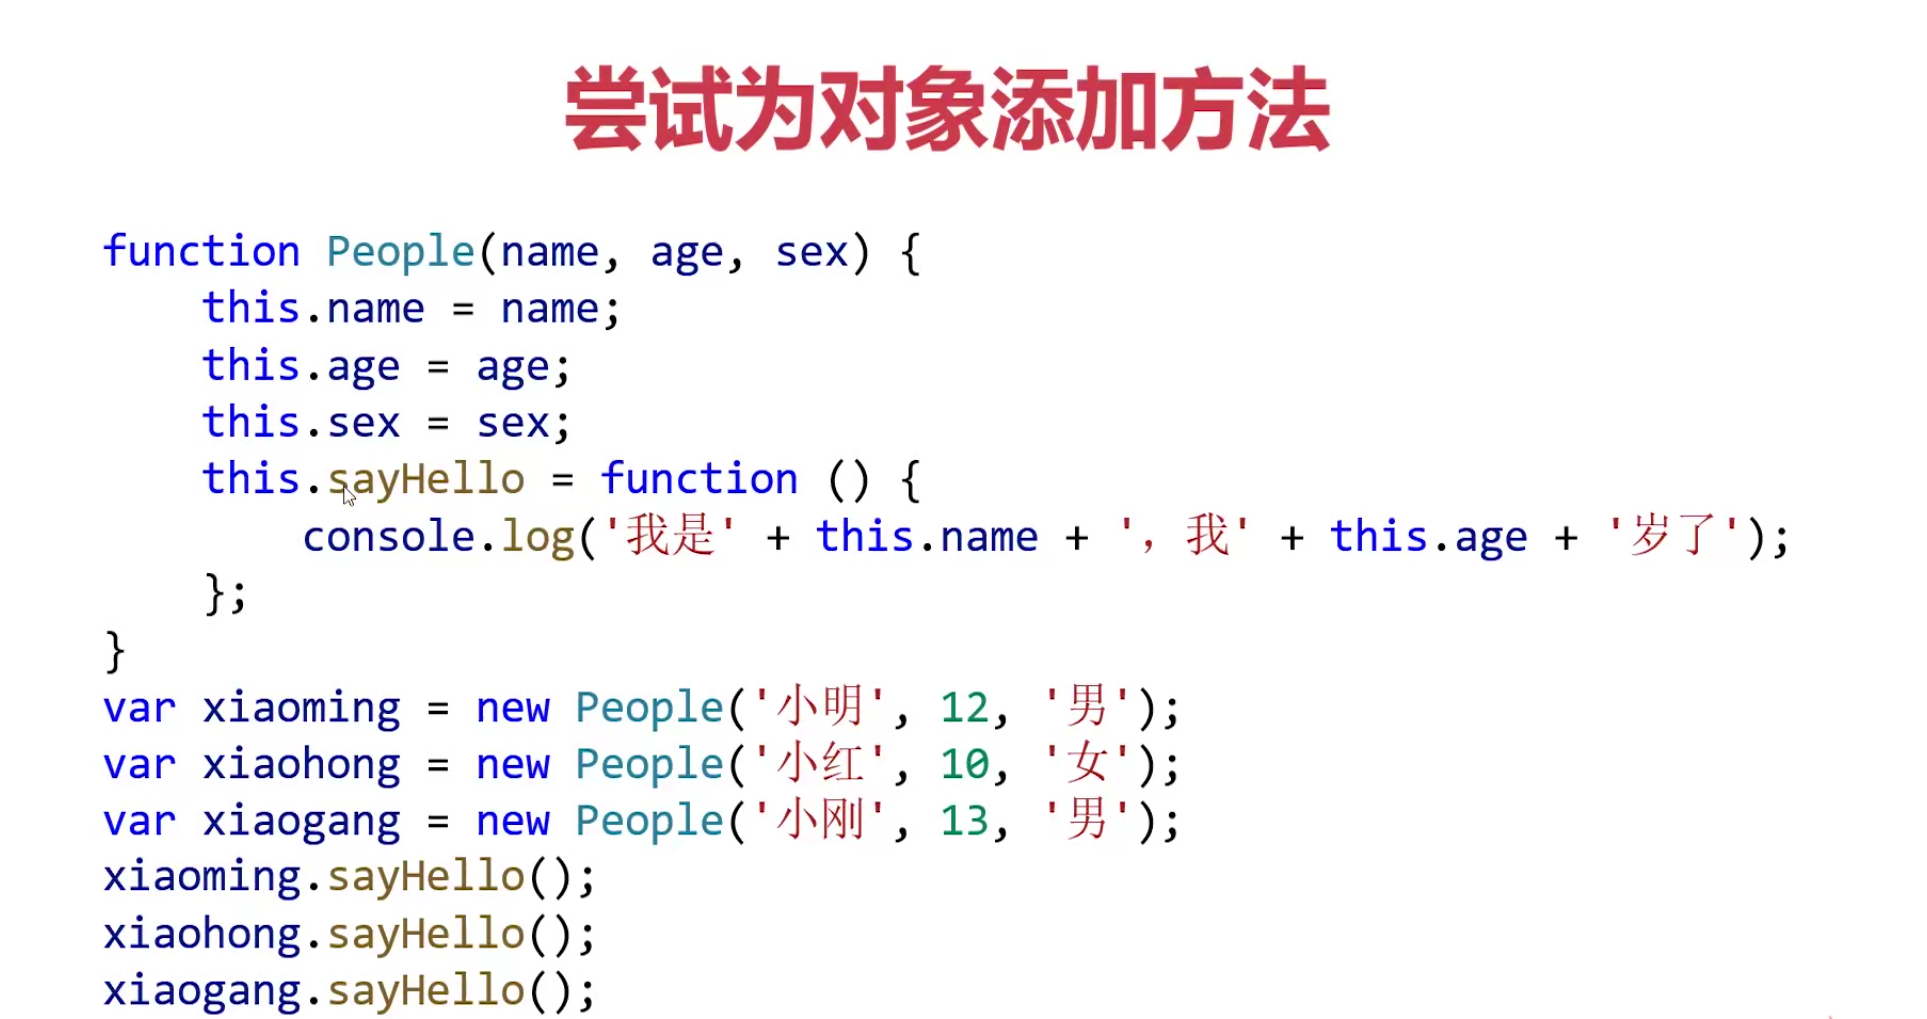 尝试为对象添加方法
function People(name, age, sex) {
    this.name = name;
    this.age = age;
    this.sex = sex;
    this.sayHello = function () {
        console.log('我是' + this.name + '，我' + this.age + '岁了');
    };
}
var xiaoming = new People('小明', 12, '男');
var xiaohong = new People('小红', 10, '女');
var xiaogang = new People('小刚', 13, '男');
xiaoming.sayHello();
xiaohong.sayHello();
xiaogang.sayHello();